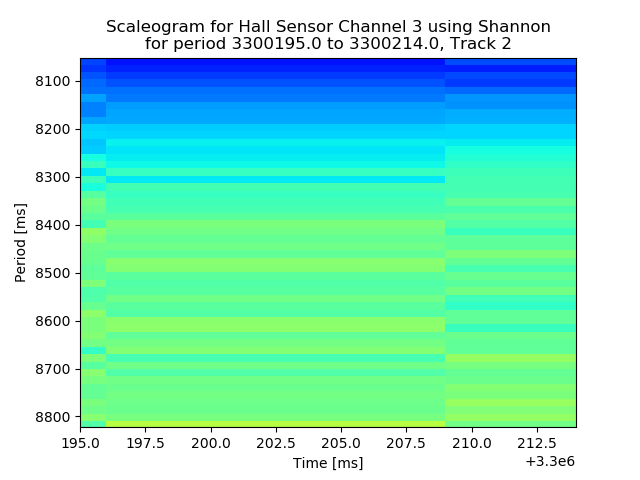 Scaleogram for Hall Sensor Channel 3 using Shannon
for period 3300195.0 to 3300214.0, Track 2
Period [ms]
8100
8200
8300
8400
8500
8600
8700
8800
195.0 197.5 200.0 202.5 205.0 207.5 210.0 212.5
Time [ms]
+3.3e6